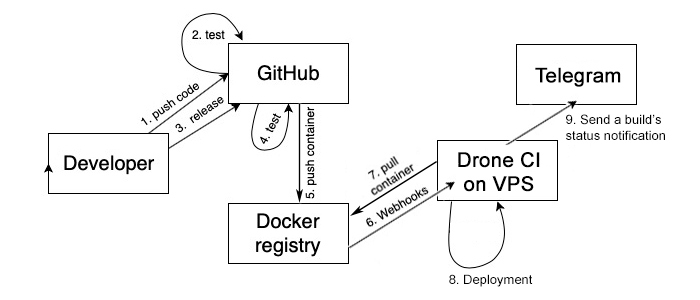 2. test
GitHub
Telegram
1. push code
3. release
4. test
5. push container
9. Send a build's
status notification
Developer
7. pull
container
Drone CI
on VPS
6. Webhooks
Docker
registry
8. Deployment